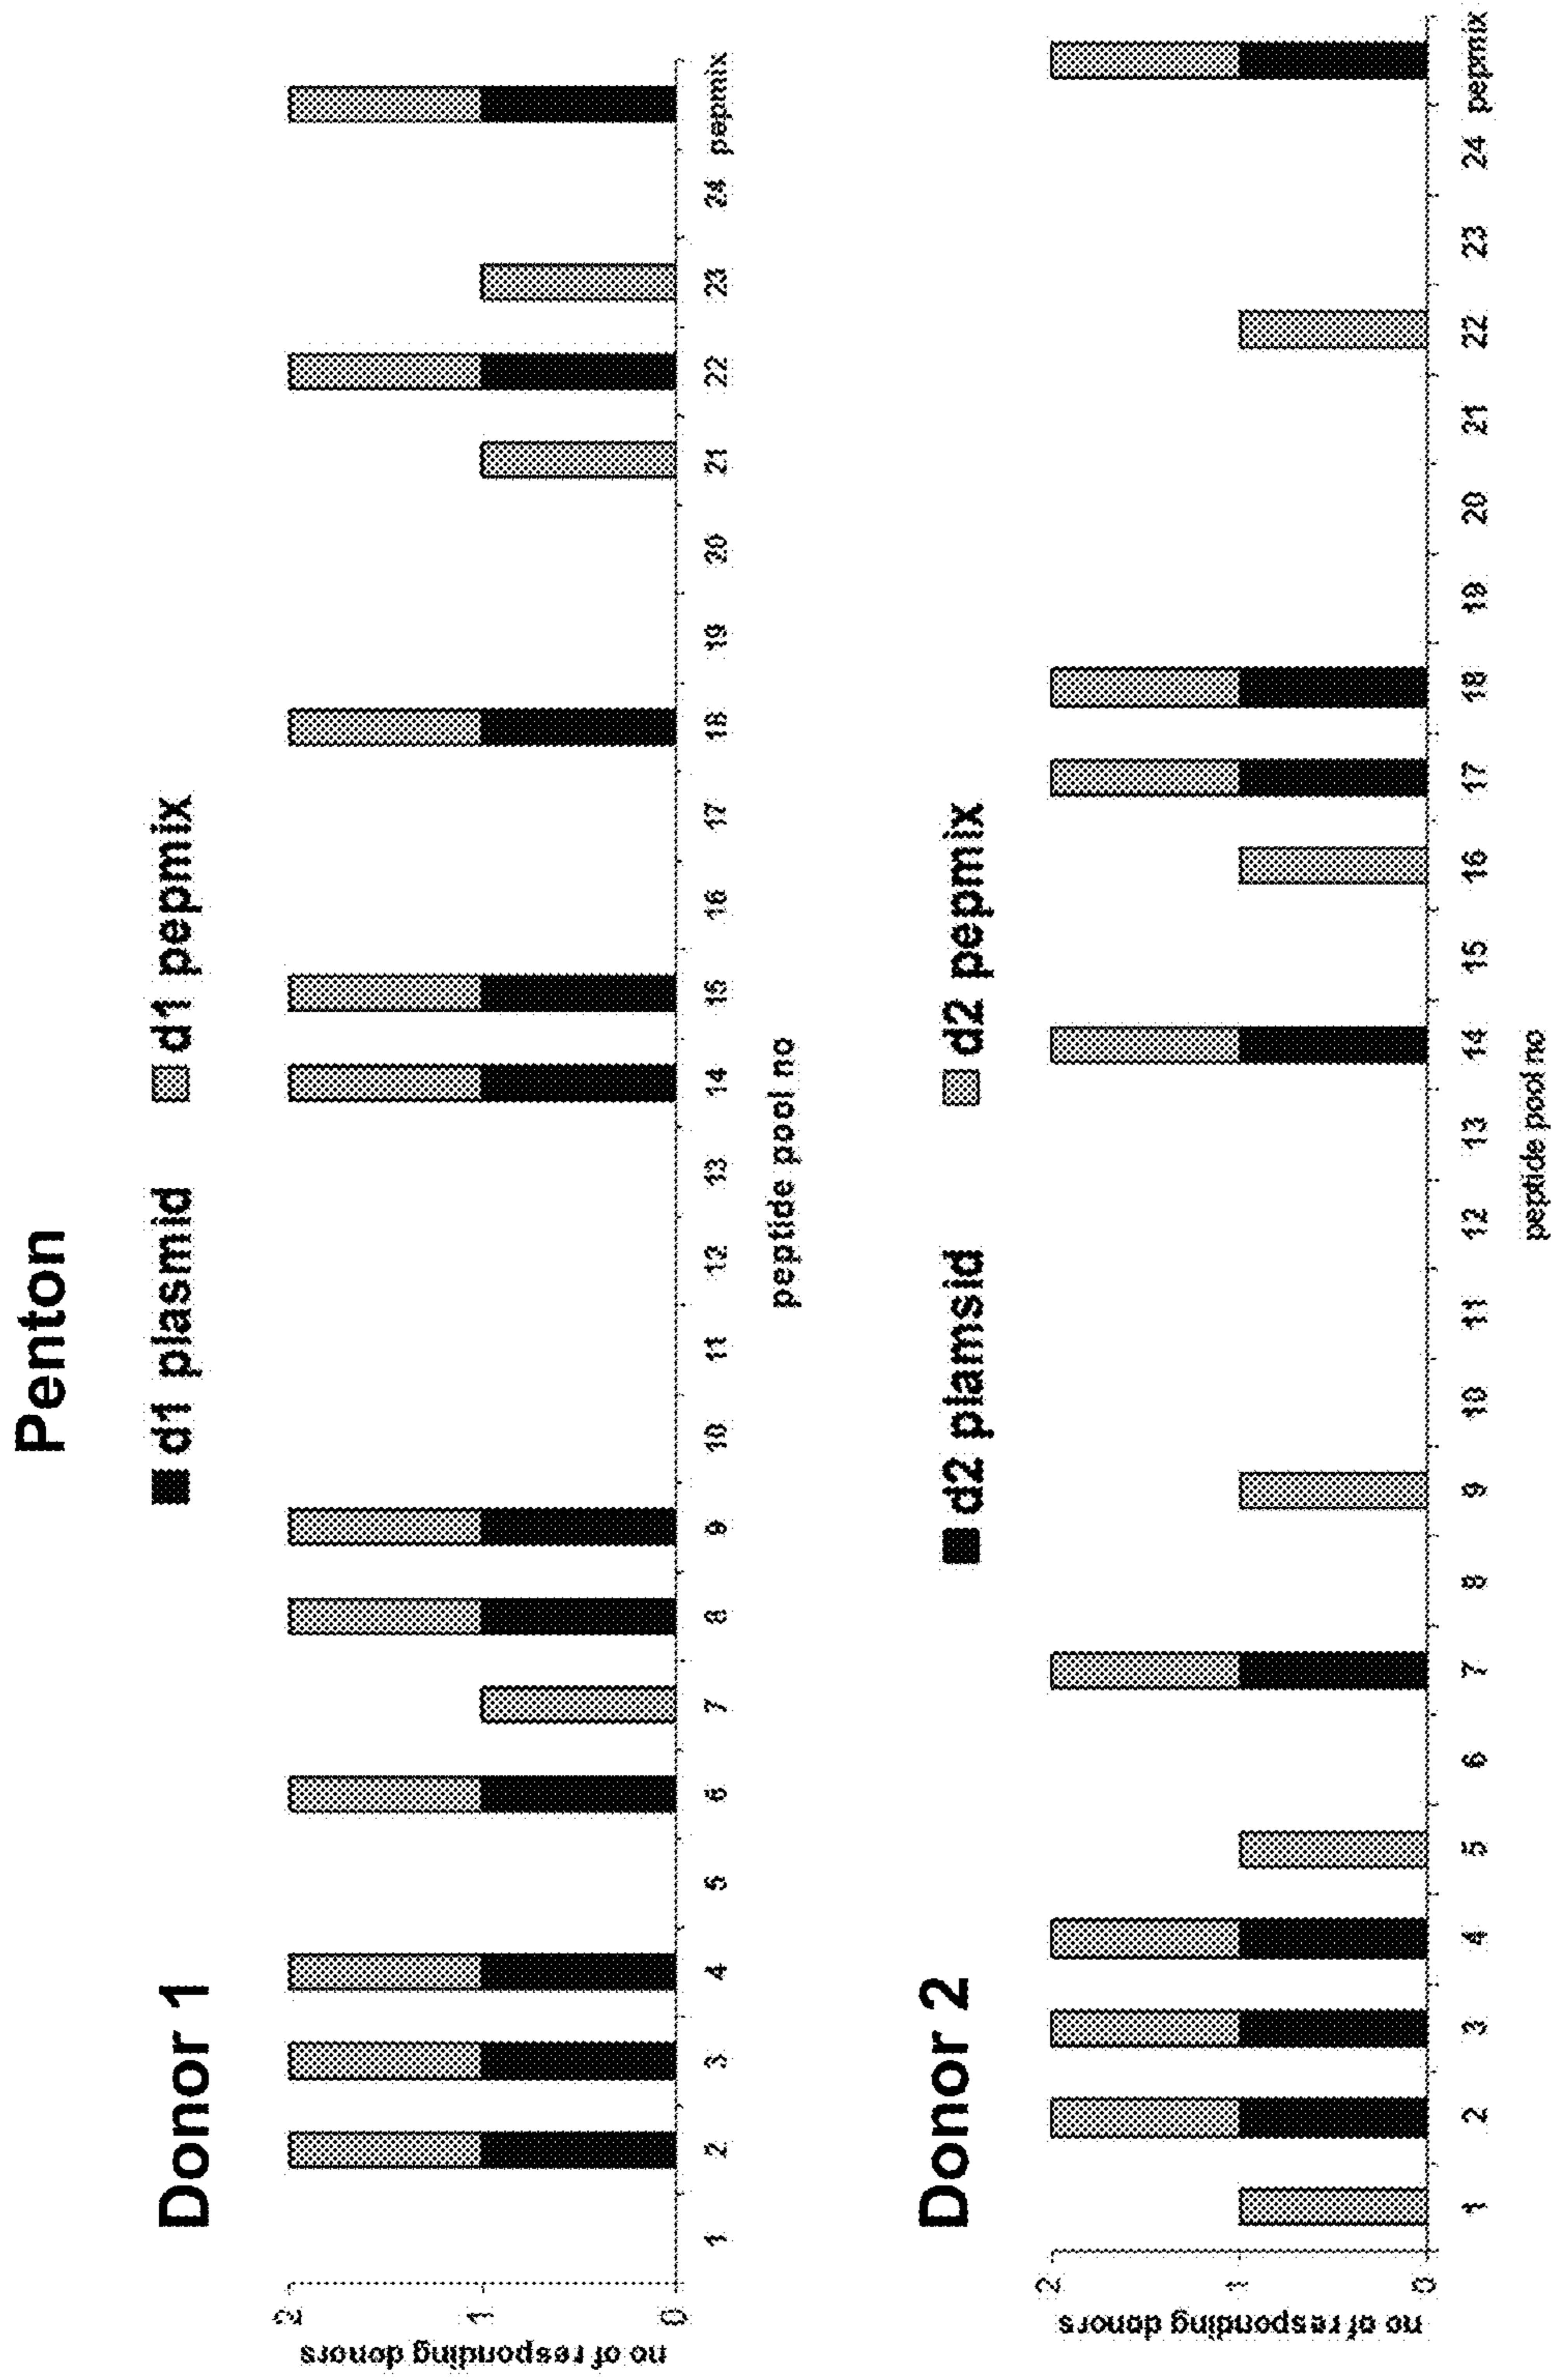 Penton
Donor 1
d1 plasmid d1 pepmix
no of responding donors
2
1
0
1 2 3 4 5 6 7 8 9 10 11 12 13 14 15 16 17 18 19 20 21 22 23 24 pepmix
peptide pool no
Donor 2
d2 plamsid d2 pepmix
no of responding donors
2
1
0
1 2 3 4 5 6 7 8 9 10 11 12 13 14 15 16 17 18 19 20 21 22 23 24 pepmix
peptide pool no